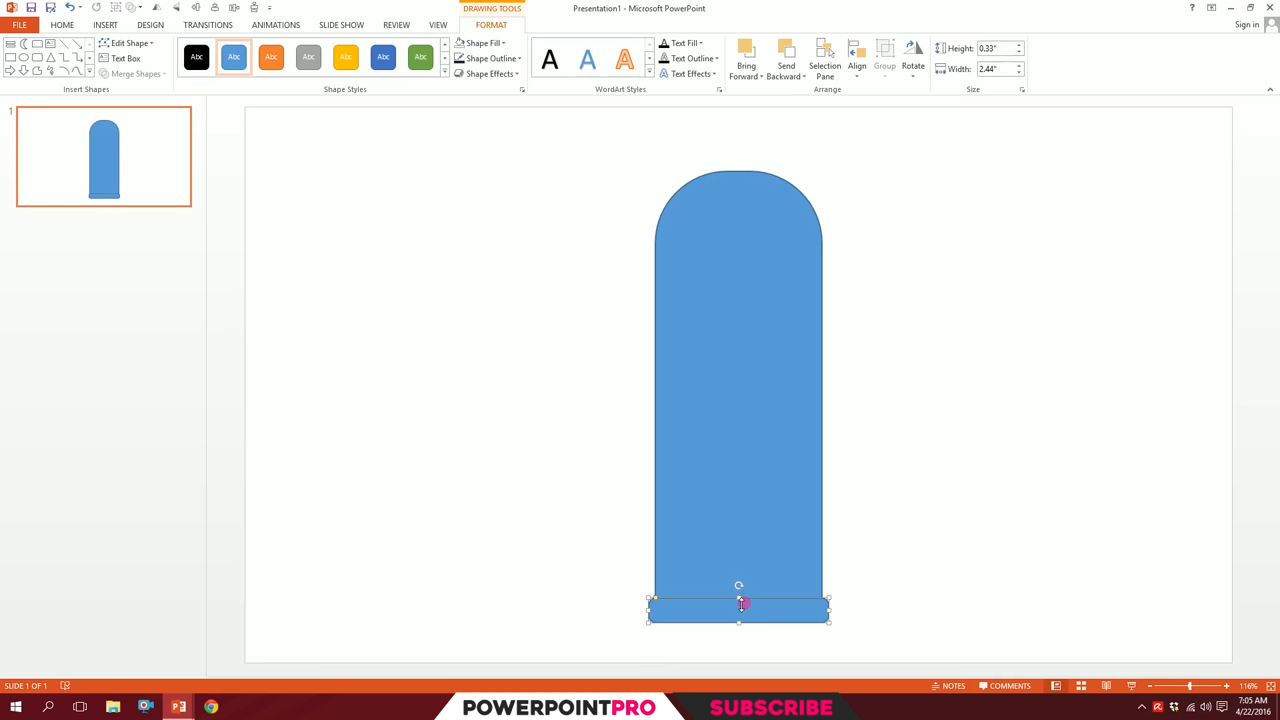 DRAWING TOOLS
Presentation1 - Microsoft PowerPoint
FILE HOME INSERT DESIGN TRANSITIONS ANIMATIONS SLIDE SHOW REVIEW VIEW FORMAT
Sign in
Edit Shape
Text Box
Merge Shapes
Insert Shapes
Abc Abc Abc Abc Abc Abc Abc
Shape Fill
Shape Outline
Shape Effects
Shape Styles
A A A
Text Fill
Text Outline
Text Effects
WordArt Styles
Bring Forward
Send Backward
Selection Pane
Align
Group
Rotate
Arrange
Height: 0.33"
Width: 2.44"
Size
1
SLIDE 1 OF 1
NOTES
COMMENTS
116%
POWERPOINTPRO
SUBSCRIBE
7:05 AM
4/22/2016